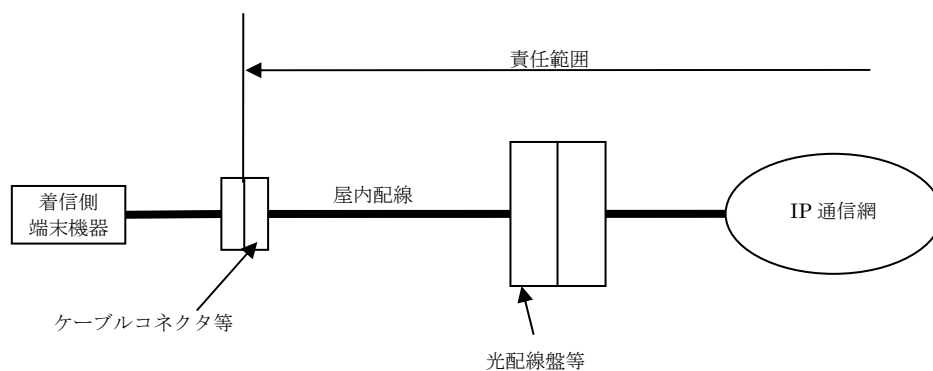 責任範囲
着信側
端末機器
屋内配線
IP 通信網
ケーブルコネクタ等
光配線盤等